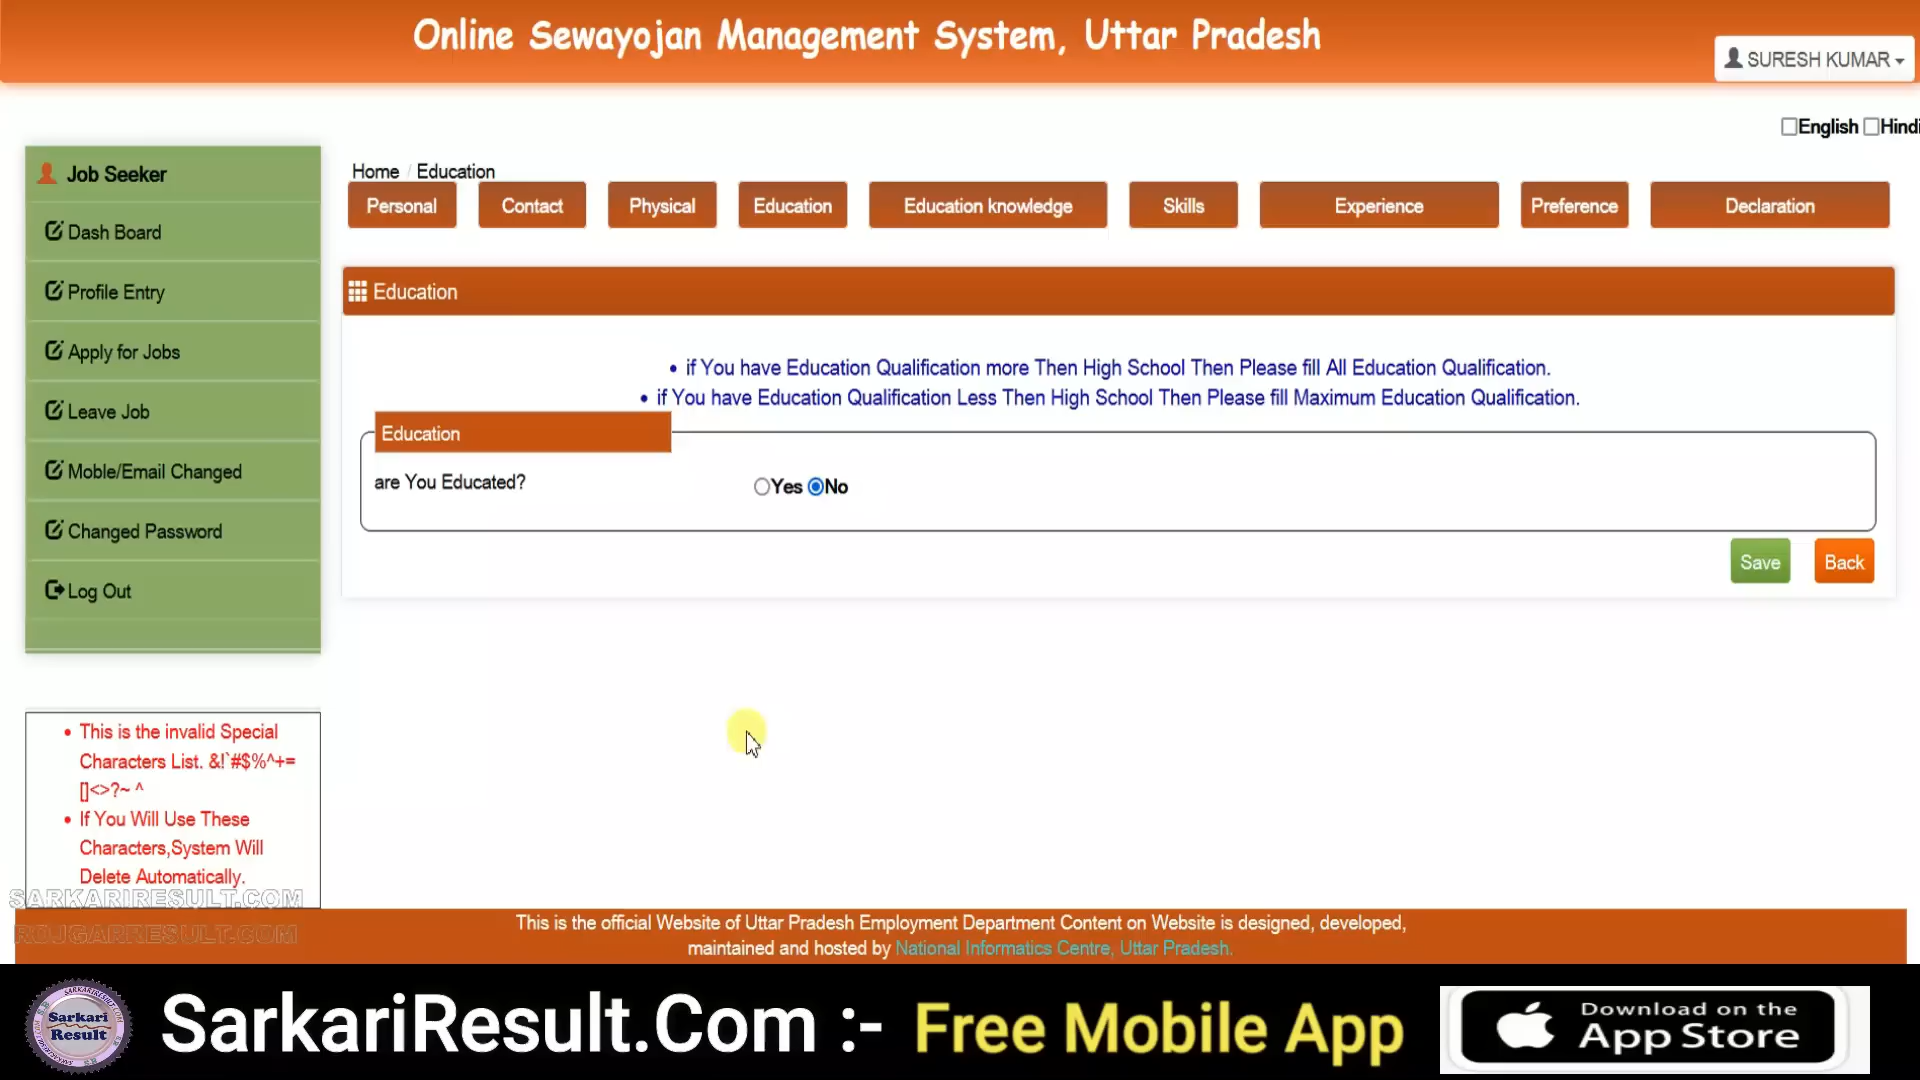 Online Sewayojan Management System, Uttar Pradesh
SURESH KUMAR
English Hindi
Job Seeker
Dash Board
Profile Entry
Apply for Jobs
Leave Job
Moble/Email Changed
Changed Password
Log Out
Home / Education
Personal Contact Physical Education Education knowledge Skills Experience Preference Declaration
Education
if You have Education Qualification more Then High School Then Please fill All Education Qualification.
if You have Education Qualification Less Then High School Then Please fill Maximum Education Qualification.
Education
are You Educated? Yes No
Save Back
This is the invalid Special
Characters List. &!`#$%^+=
[]<>?~ ^
If You Will Use These
Characters,System Will
Delete Automatically.
SARKARIRESULT.COM
ROJGARRESULT.COM
This is the official Website of Uttar Pradesh Employment Department Content on Website is designed, developed,
maintained and hosted by National Informatics Centre, Uttar Pradesh.
Sarkari
Result
SarkariResult.Com :- Free Mobile App
Download on the
App Store